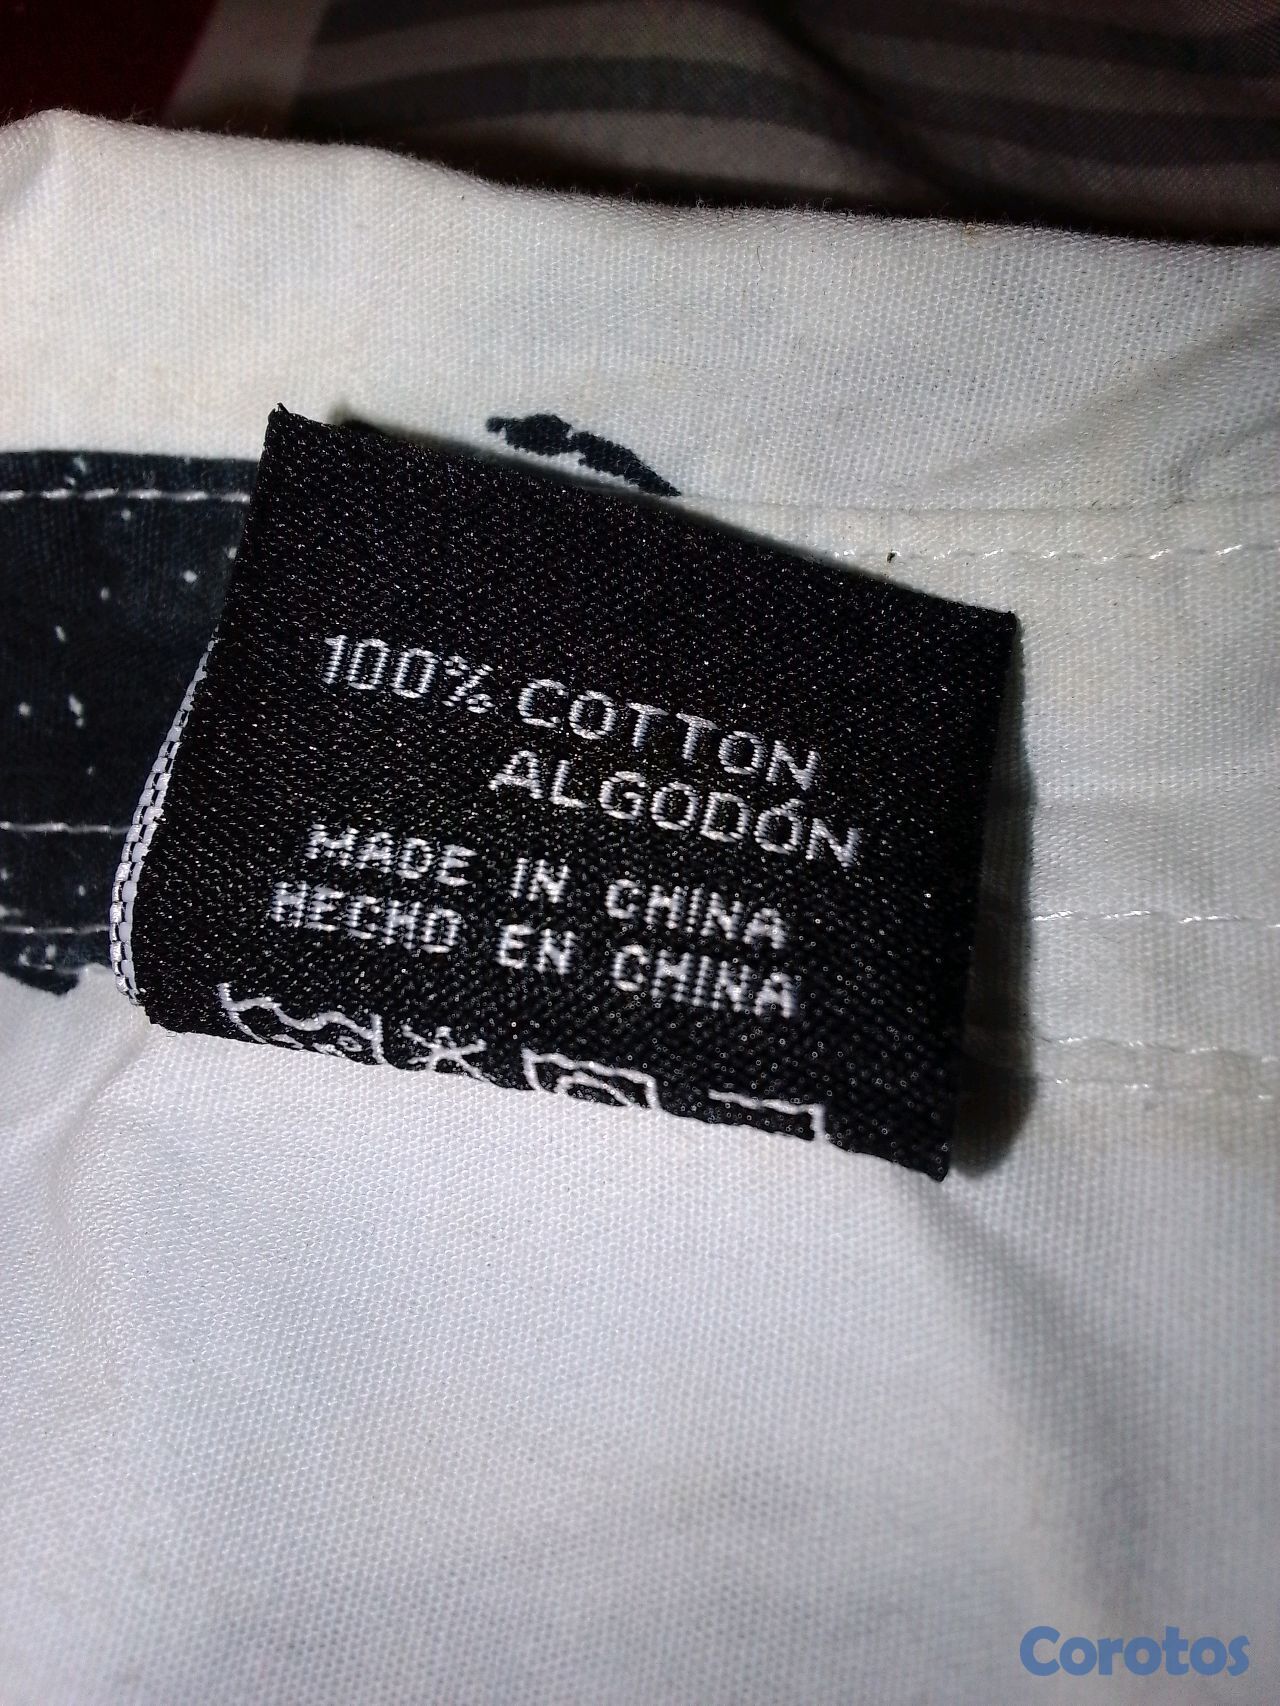 100% COTTON
ALGODÓN
MADE IN CHINA
HECHO EN CHINA
Corotos